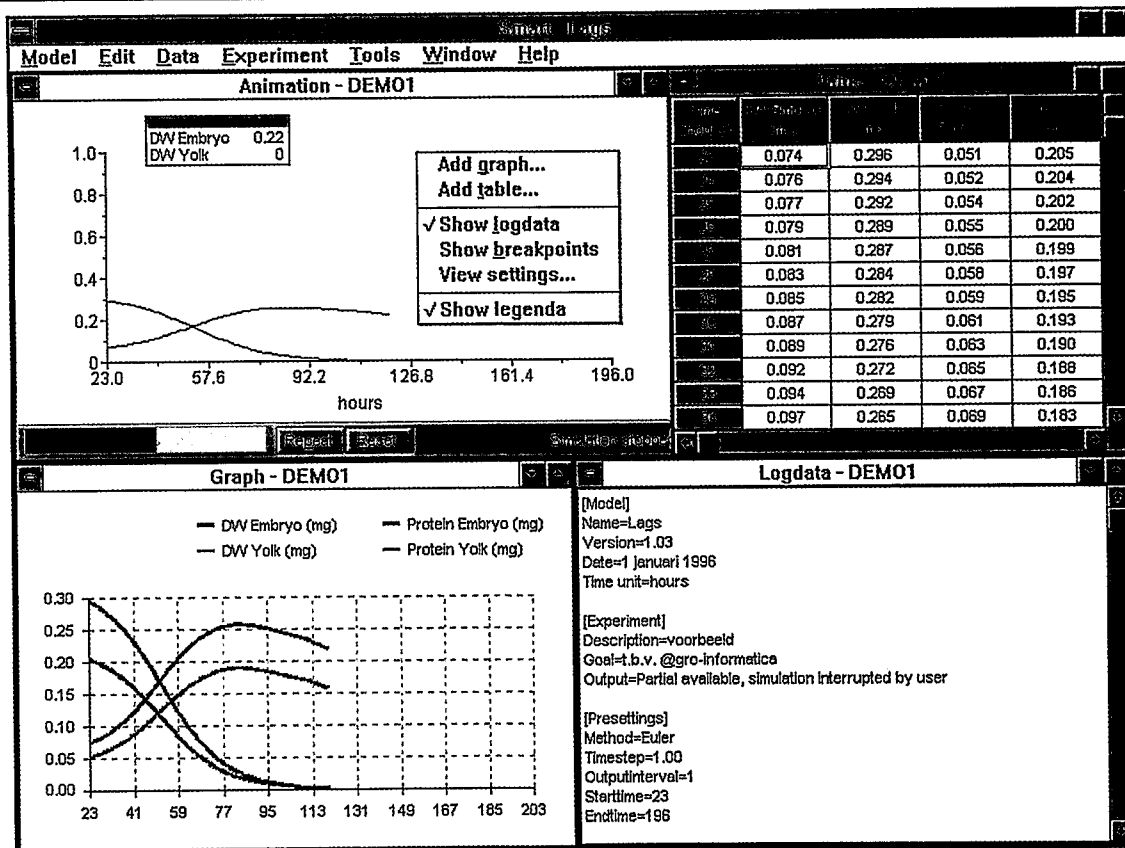 Smart Lags
Model Edit Data Experiment Tools Window Help
Animation - DEMO1
DW Embryo 0.22
DW Yolk 0
1.0
0.8
0.6
0.4
0.2
0
23.0 57.6 92.2 126.8 161.4 196.0
hours
Add graph...
Add table...
√ Show logdata
Show breakpoints
View settings...
√ Show legenda
Repeat Reset Simulation stopped
0.074 0.296 0.051 0.205
0.076 0.294 0.052 0.204
0.077 0.292 0.054 0.202
0.079 0.289 0.055 0.200
0.081 0.287 0.056 0.199
0.083 0.284 0.058 0.197
0.085 0.282 0.059 0.195
0.087 0.279 0.061 0.193
0.089 0.276 0.063 0.190
0.092 0.272 0.065 0.188
0.094 0.269 0.067 0.186
0.097 0.265 0.069 0.183
Graph - DEMO1
DW Embryo (mg) Protein Embryo (mg)
DW Yolk (mg) Protein Yolk (mg)
0.30
0.25
0.20
0.15
0.10
0.05
0.00
23 41 59 77 95 113 131 149 167 185 203
Logdata - DEMO1
[Model]
Name=Lags
Version=1.03
Date=1 januari 1996
Time unit=hours
[Experiment]
Description=voorbeeld
Goal=t.b.v. @gro-informatica
Output=Partial available, simulation interrupted by user
[Presettings]
Method=Euler
Timestep=1.00
Outputinterval=1
Starttime=23
Endtime=196